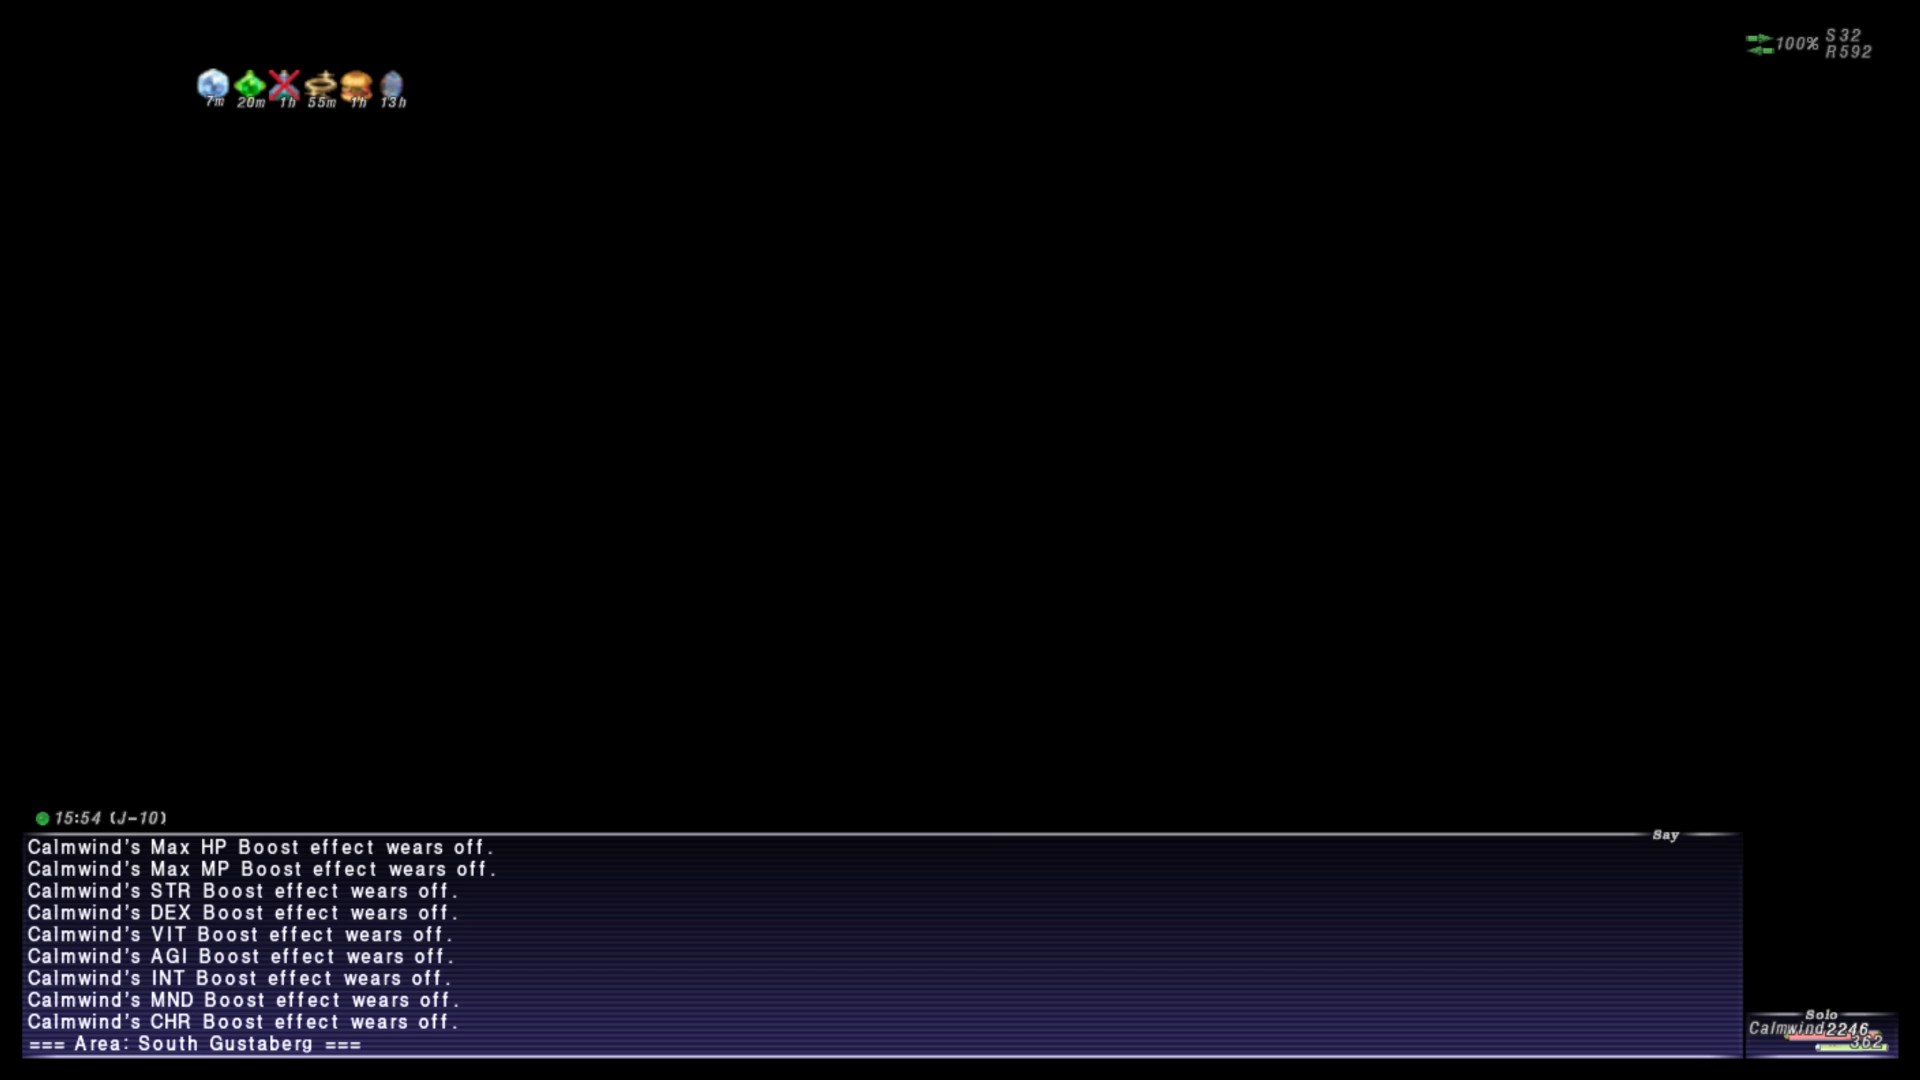 100% S 32
R 592
7m 20m 1h 55m 1h 13h
15:54 (J-10)
Say
Calmwind's Max HP Boost effect wears off.
Calmwind's Max MP Boost effect wears off.
Calmwind's STR Boost effect wears off.
Calmwind's DEX Boost effect wears off.
Calmwind's VIT Boost effect wears off.
Calmwind's AGI Boost effect wears off.
Calmwind's INT Boost effect wears off.
Calmwind's MND Boost effect wears off.
Calmwind's CHR Boost effect wears off.
=== Area: South Gustaberg ===
Solo
Calmwind 2246
362